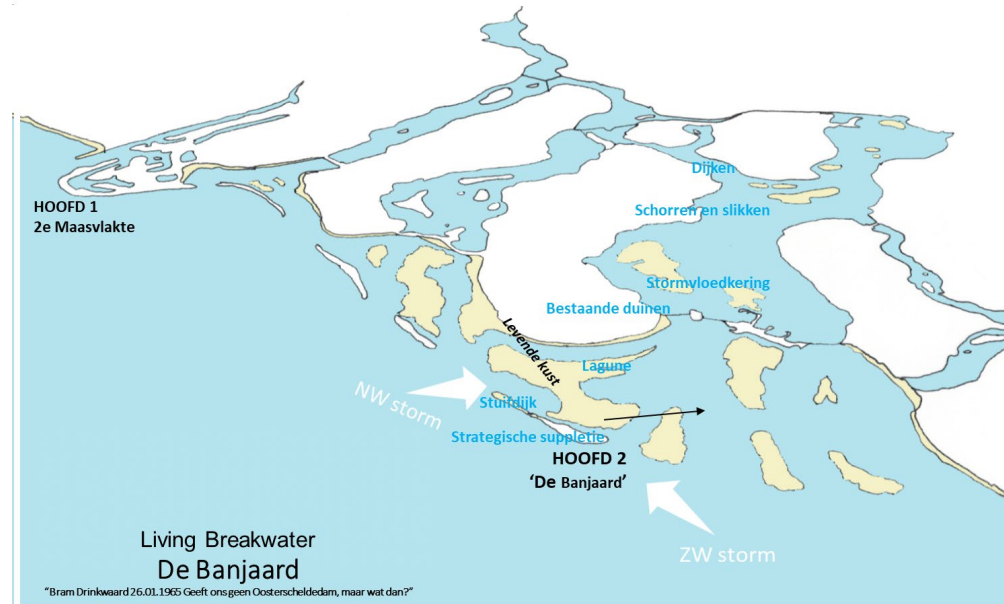 Dijken
HOOFD 1
2e Maasvlakte
Schorren en slikken
Stormvloedkering
Bestaande duinen
Levende kust
Lagune
NW storm
Stuifdijk
Strategische suppletie
HOOFD 2
‘De Banjaard’
ZW storm
Living Breakwater
De Banjaard
“Bram Drinkwaard 26.01.1965 Geeft ons geen Oosterscheldedam, maar wat dan?”